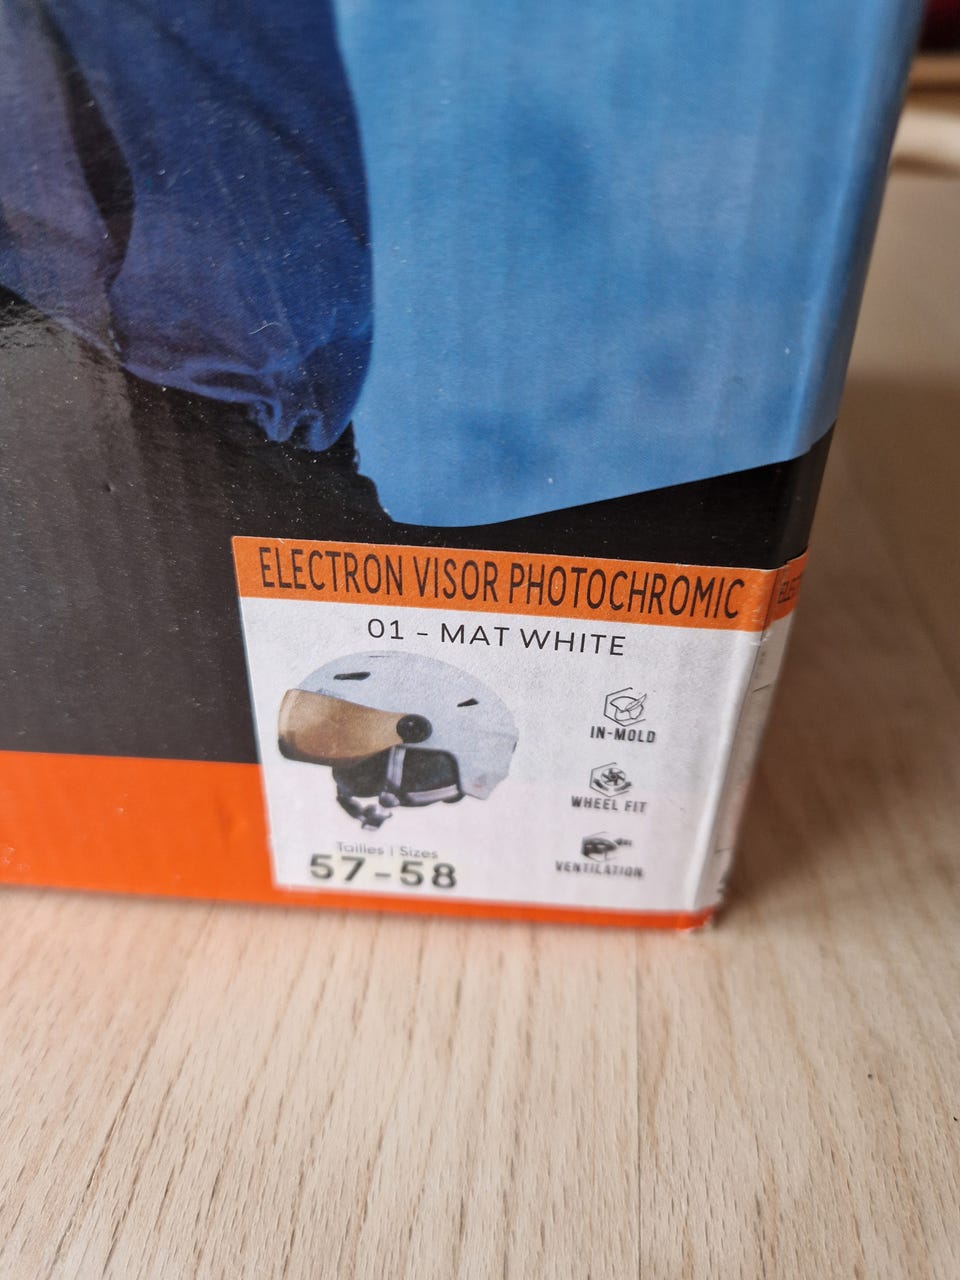 ELECTRON VISOR PHOTOCHROMIC
01 - MAT WHITE
IN-MOLD
WHEEL FIT
VENTILATION
Tailles | Sizes
57-58